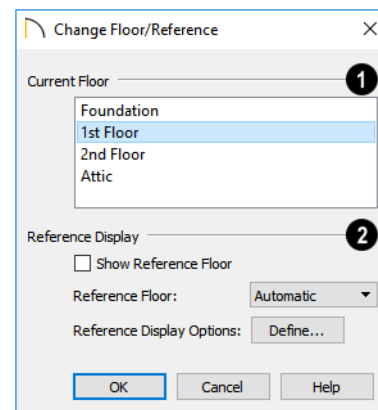 Change Floor/Reference
Current Floor 1
Foundation
1st Floor
2nd Floor
Attic
Reference Display 2
Show Reference Floor
Reference Floor: Automatic
Reference Display Options: Define...
OK Cancel Help